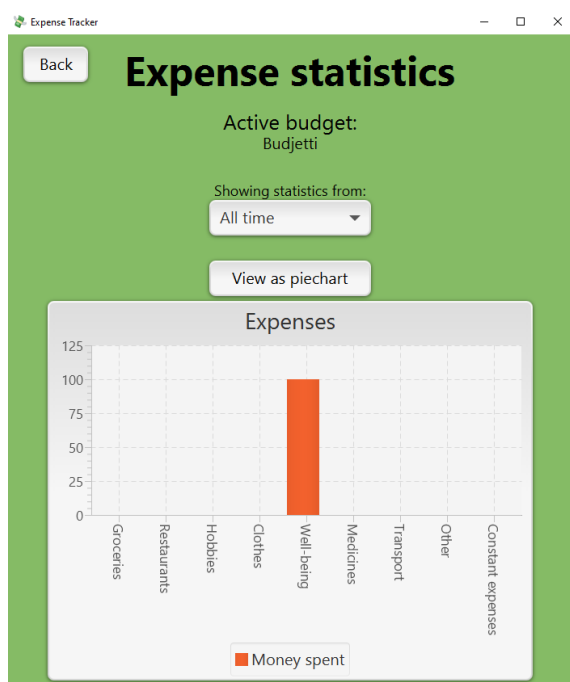 Expense Tracker
Back
Expense statistics
Active budget:
Budjetti
Showing statistics from:
All time
View as piechart
Expenses
125
100
75
50
25
0
Groceries
Restaurants
Hobbies
Clothes
Well-being
Medicines
Transport
Other
Constant expenses
Money spent